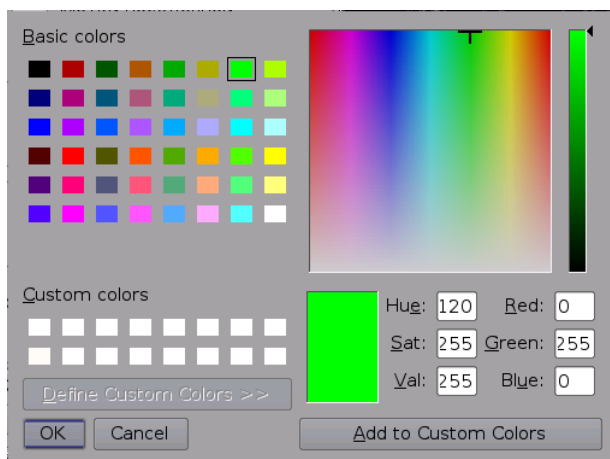 Basic colors
Custom colors
Define Custom Colors >>
OK Cancel
Hue: 120 Red: 0
Sat: 255 Green: 255
Val: 255 Blue: 0
Add to Custom Colors